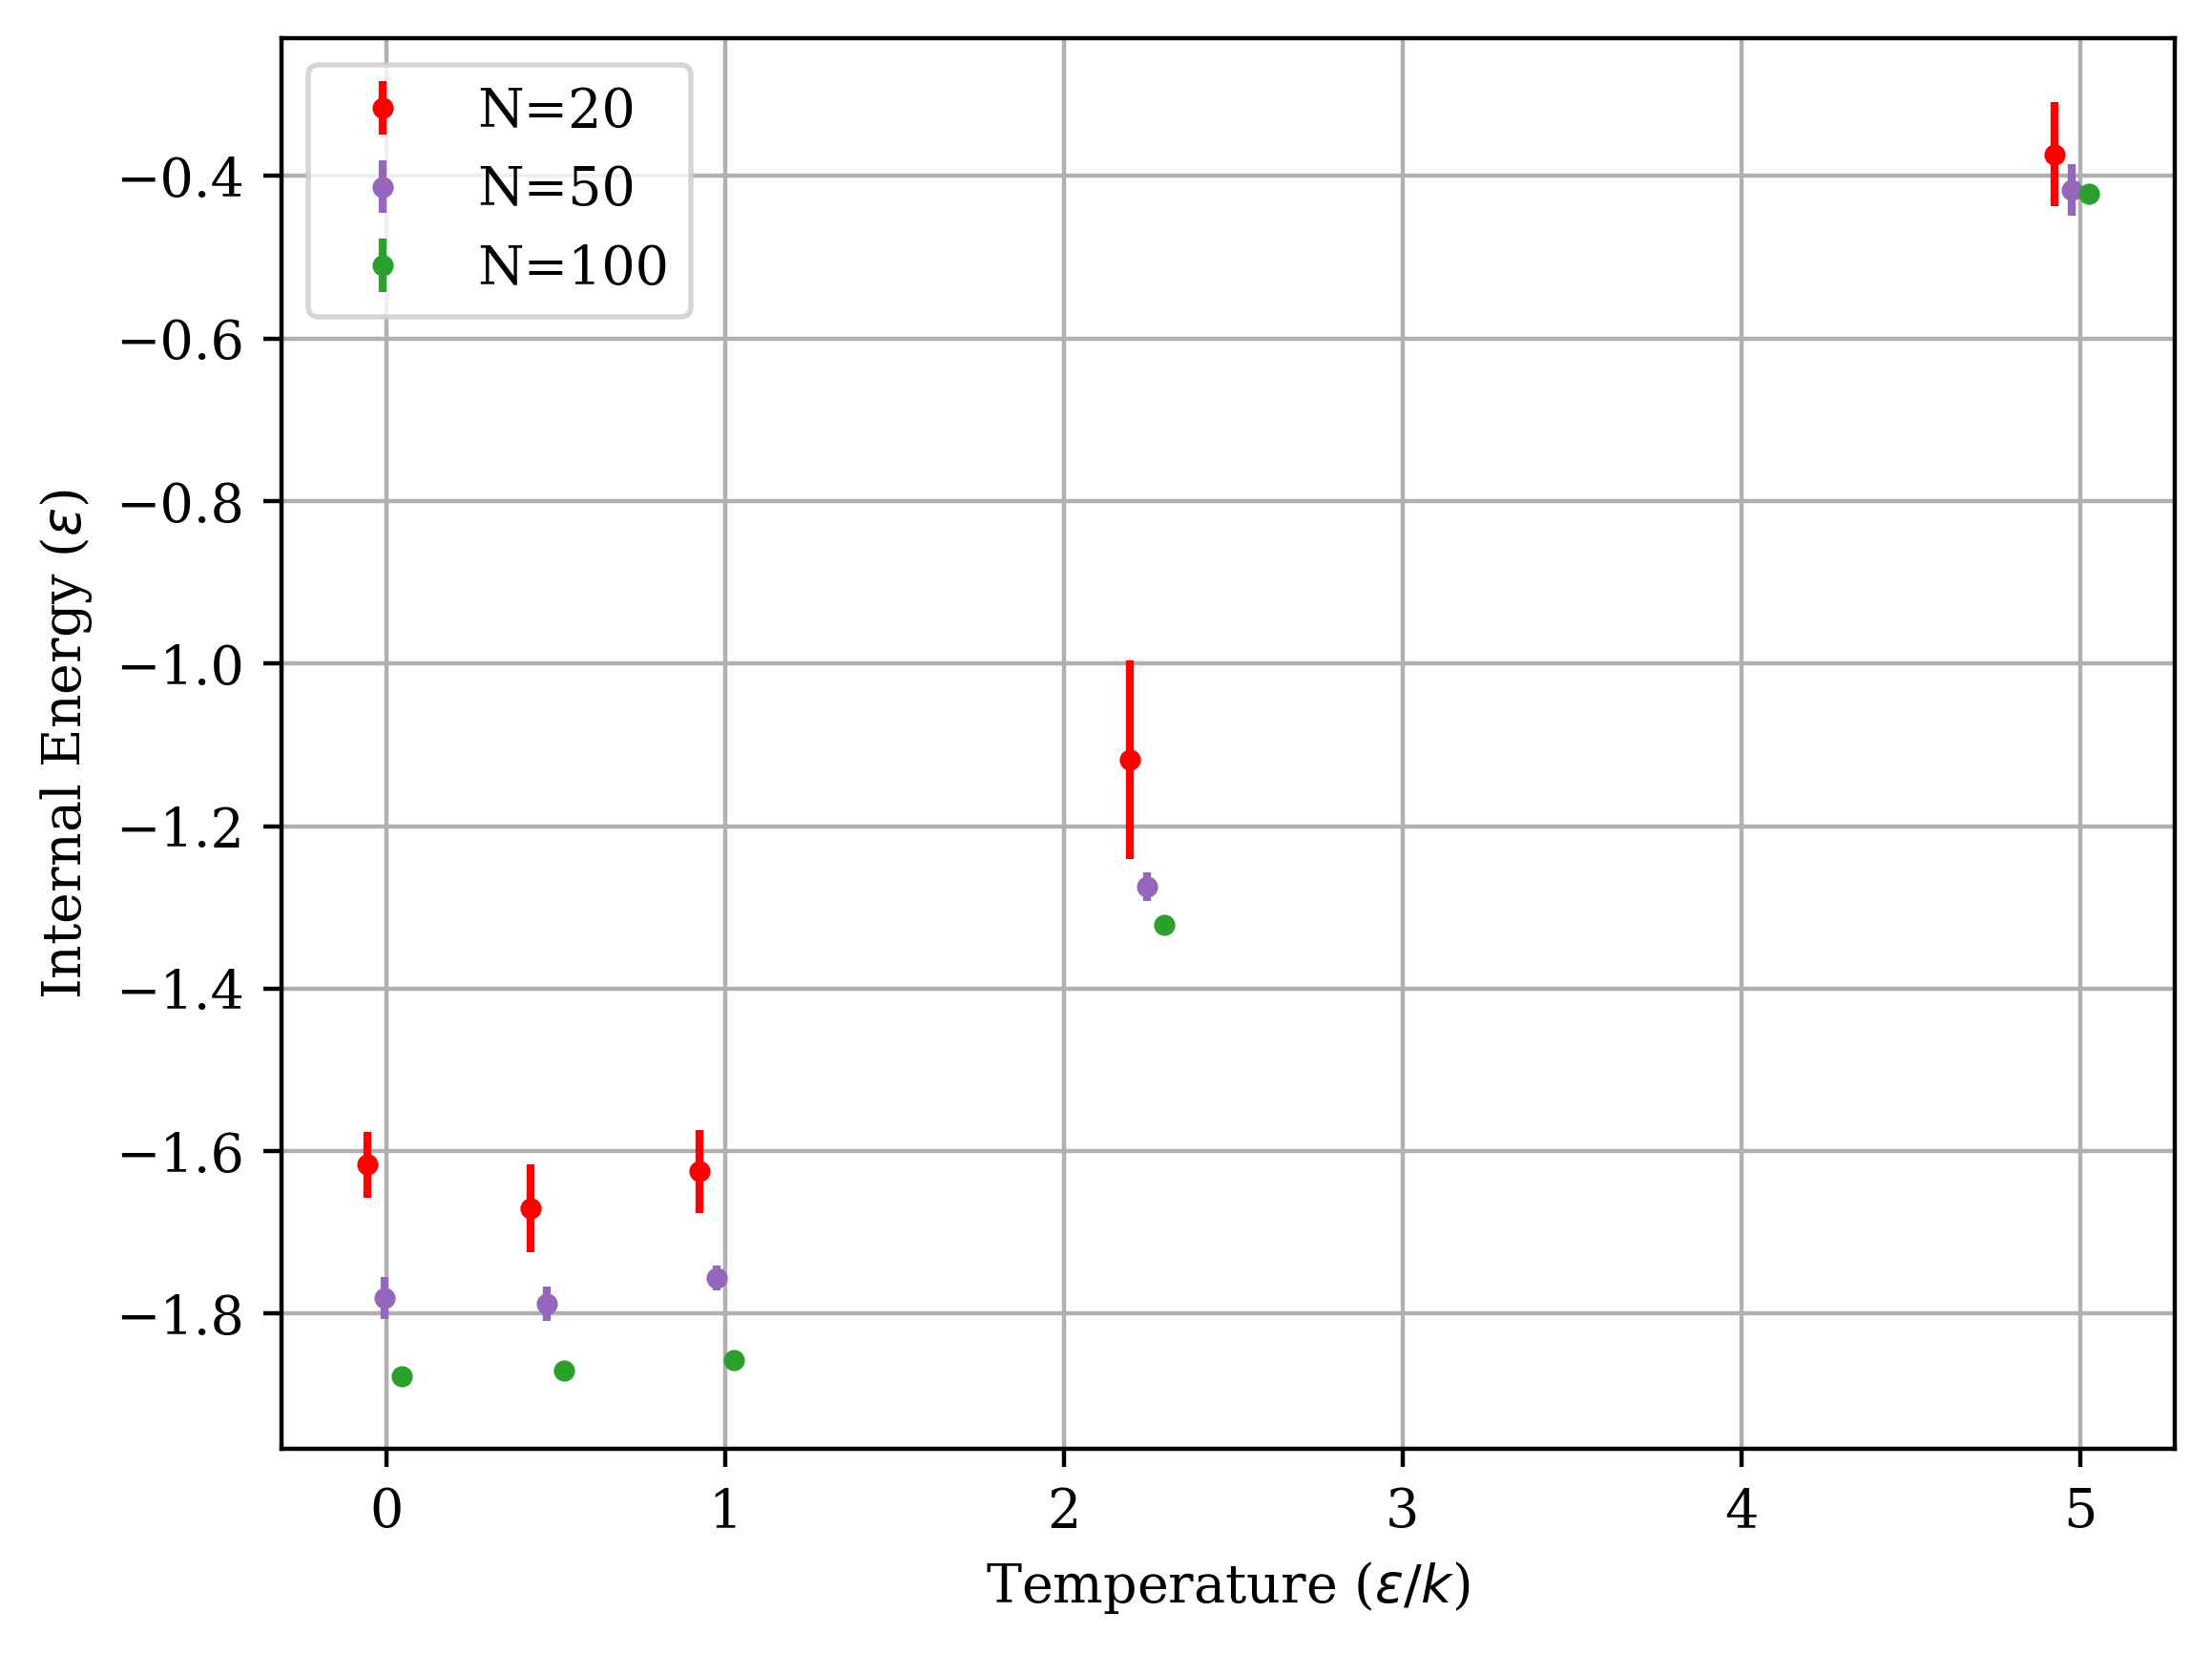 N=20
N=50
N=100
−0.4
−0.6
−0.8
−1.0
−1.2
−1.4
−1.6
−1.8
Internal Energy (ε)
0 1 2 3 4 5
Temperature (ε/k)